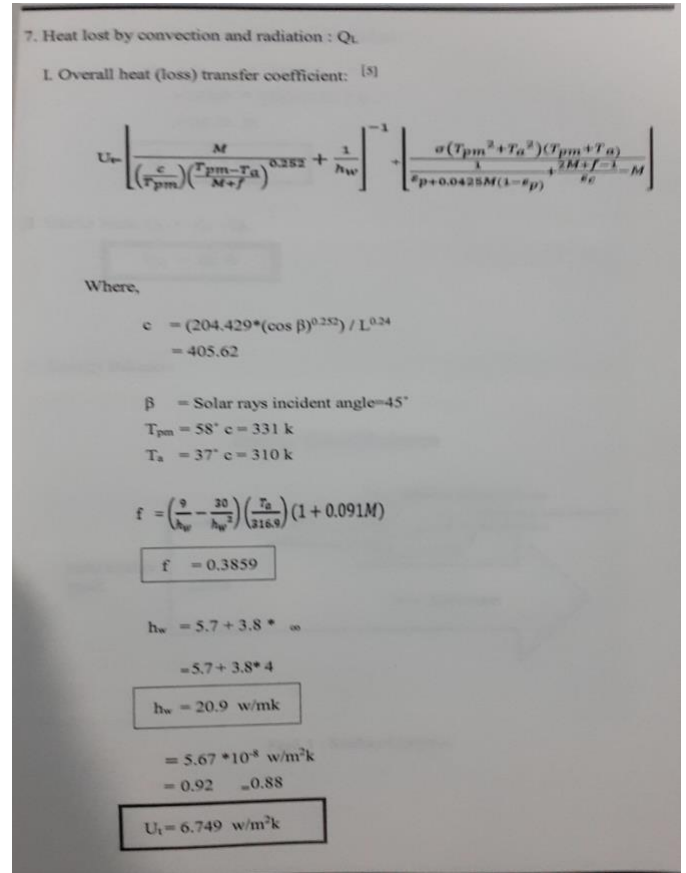 7. Heat lost by convection and radiation : QL
I. Overall heat (loss) transfer coefficient: [5]
Ut= [ M / ( (c/Tpm) ((Tpm−Ta)/(M+f))^0.252 ) + 1/hw ]^−1 + [ σ(Tpm²+Ta²)(Tpm+Ta) / ( 1/(εp+0.0425M(1−εp)) + (2M+f−1)/εc − M ) ]
Where,
c = (204.429*(cos β)^0.252) / L^0.24
= 405.62
β = Solar rays incident angle=45°
Tpm = 58° c = 331 k
Ta = 37° c = 310 k
f = (9/hw − 30/hw²) (Ta/316.9) (1 + 0.091M)
f = 0.3859
hw = 5.7 + 3.8 * ∞
=5.7 + 3.8* 4
hw = 20.9 w/mk
= 5.67 *10^-8 w/m²k
= 0.92 =0.88
Ut = 6.749 w/m²k